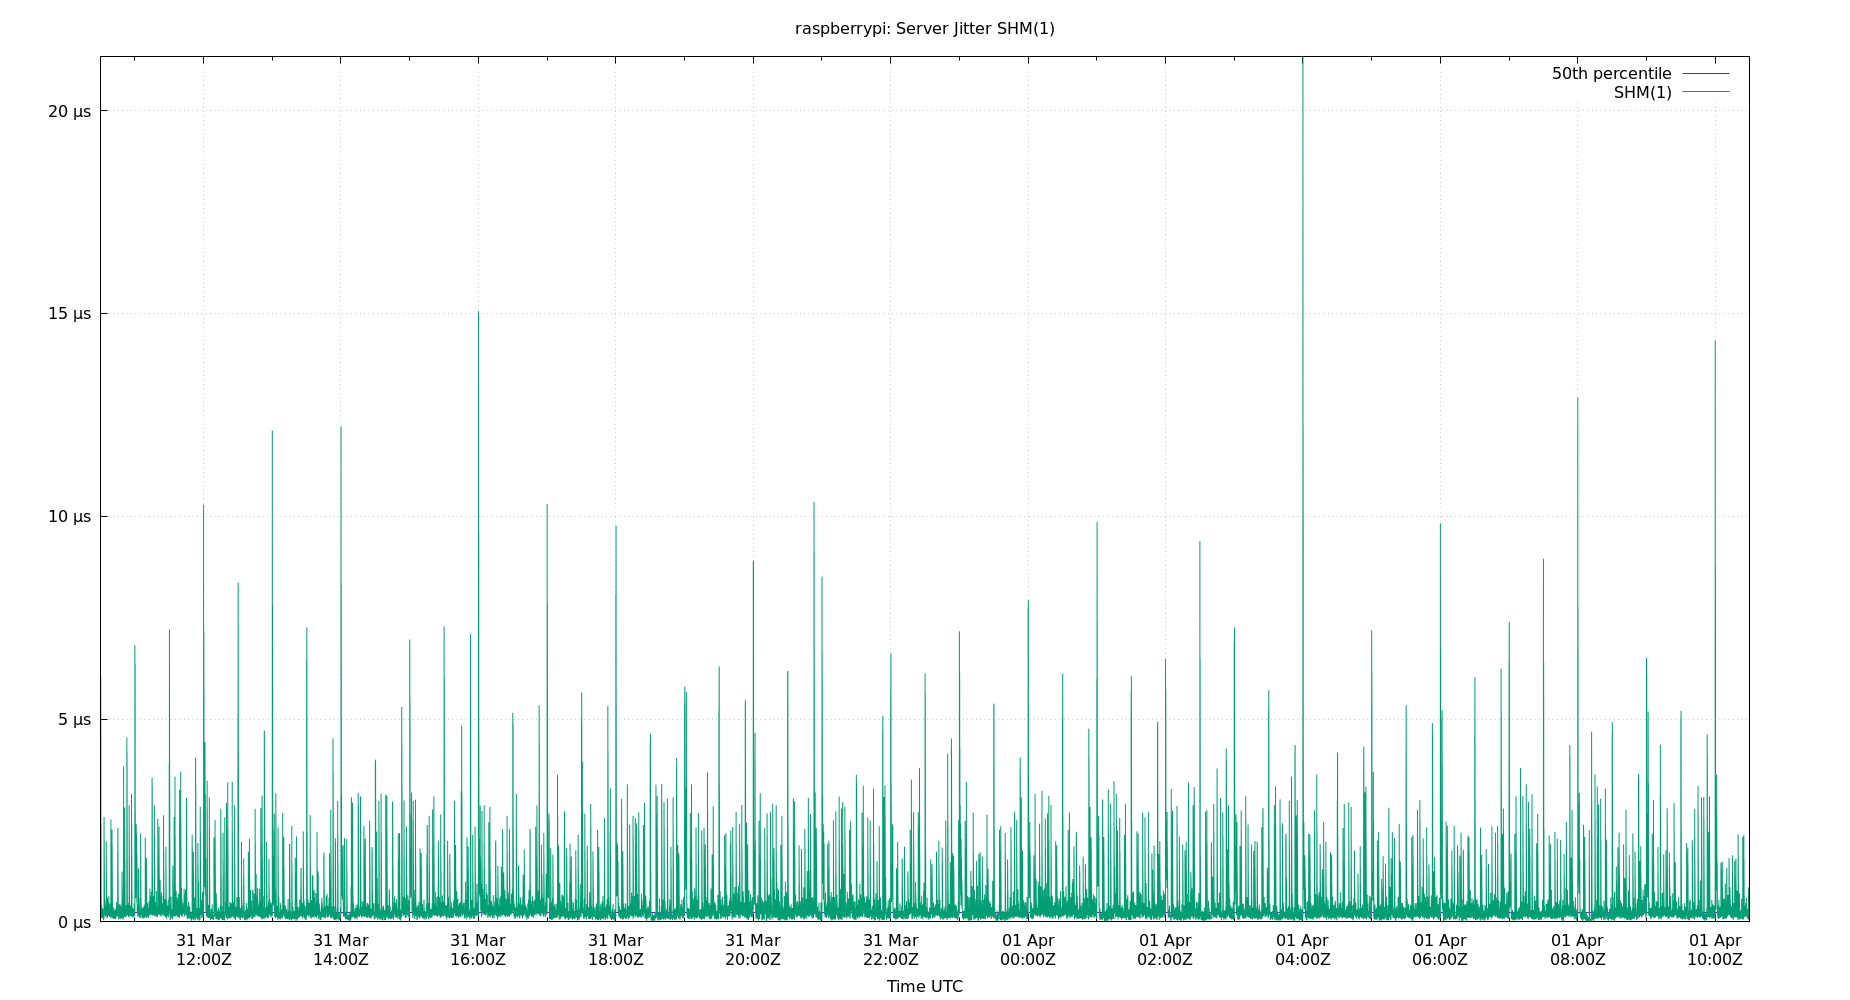 raspberrypi: Server Jitter SHM(1)
50th percentile
SHM(1)
20 µs
15 µs
10 µs
5 µs
0 µs
31 Mar 31 Mar 31 Mar 31 Mar 31 Mar 31 Mar 01 Apr 01 Apr 01 Apr 01 Apr 01 Apr 01 Apr
12:00Z 14:00Z 16:00Z 18:00Z 20:00Z 22:00Z 00:00Z 02:00Z 04:00Z 06:00Z 08:00Z 10:00Z
Time UTC